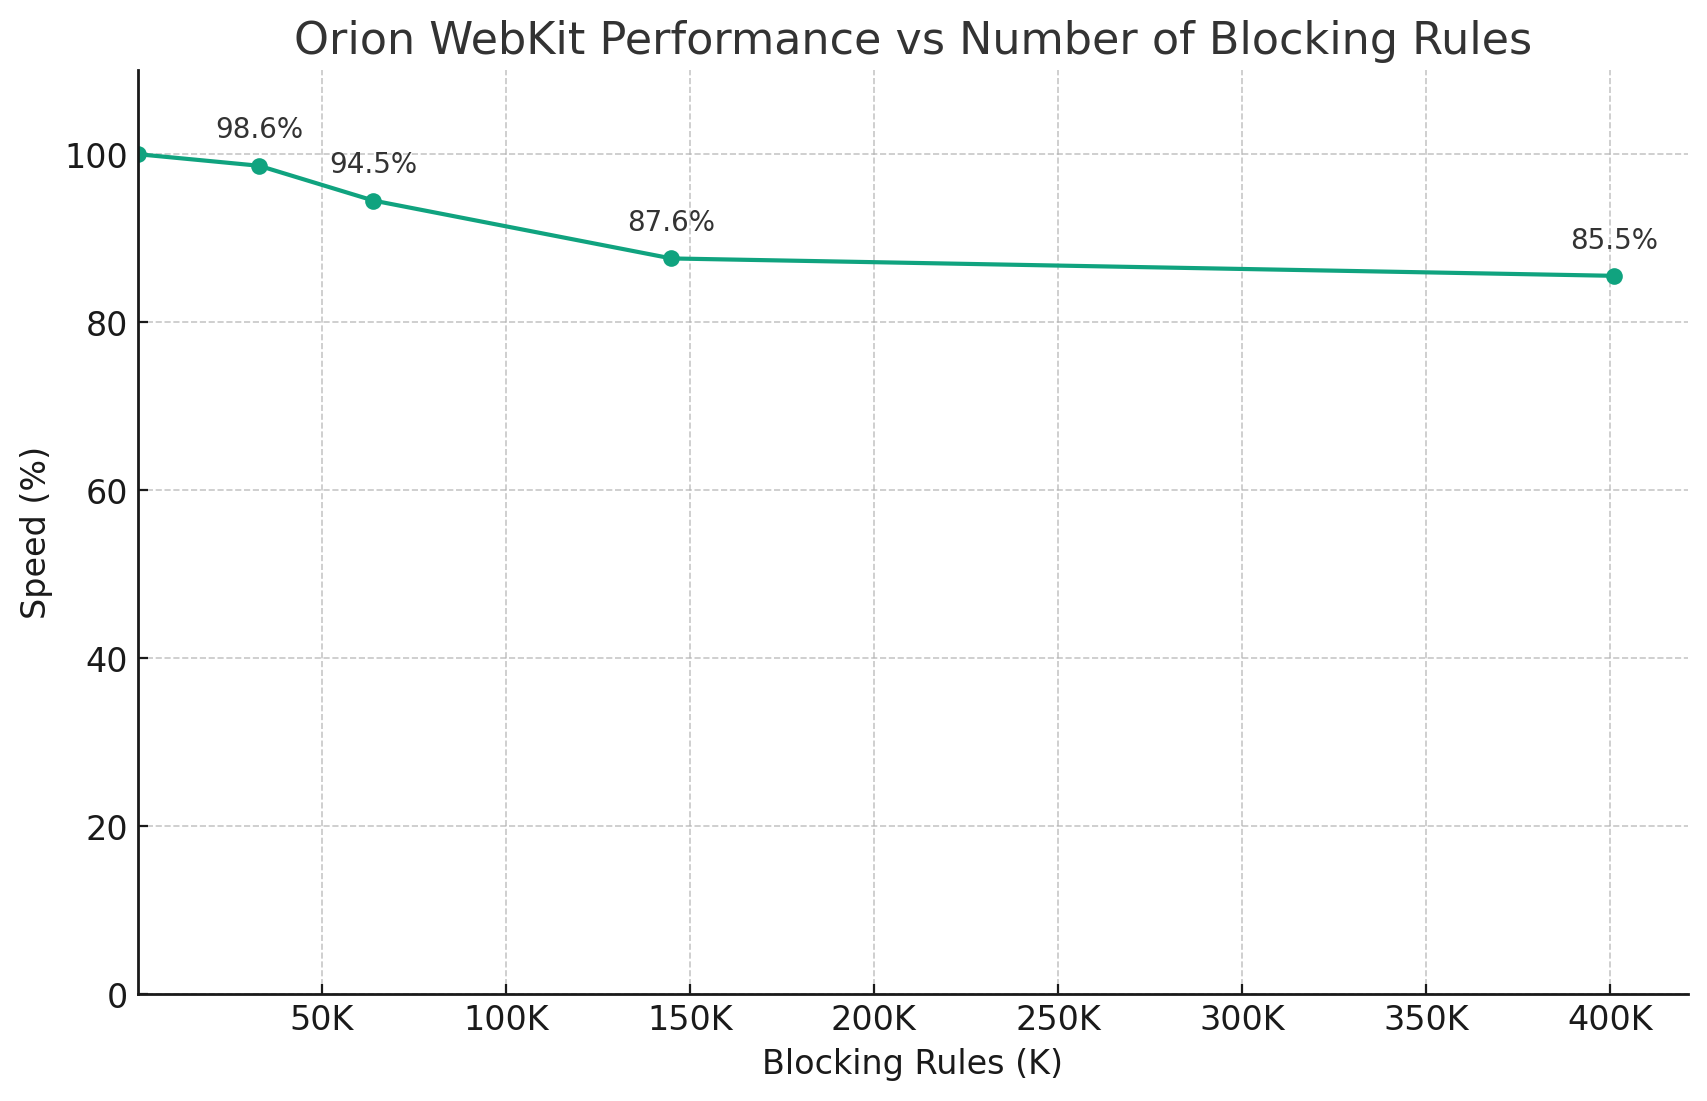 Orion WebKit Performance vs Number of Blocking Rules
98.6%
94.5%
87.6%
85.5%
100
80
60
40
20
0
Speed (%)
50K 100K 150K 200K 250K 300K 350K 400K
Blocking Rules (K)